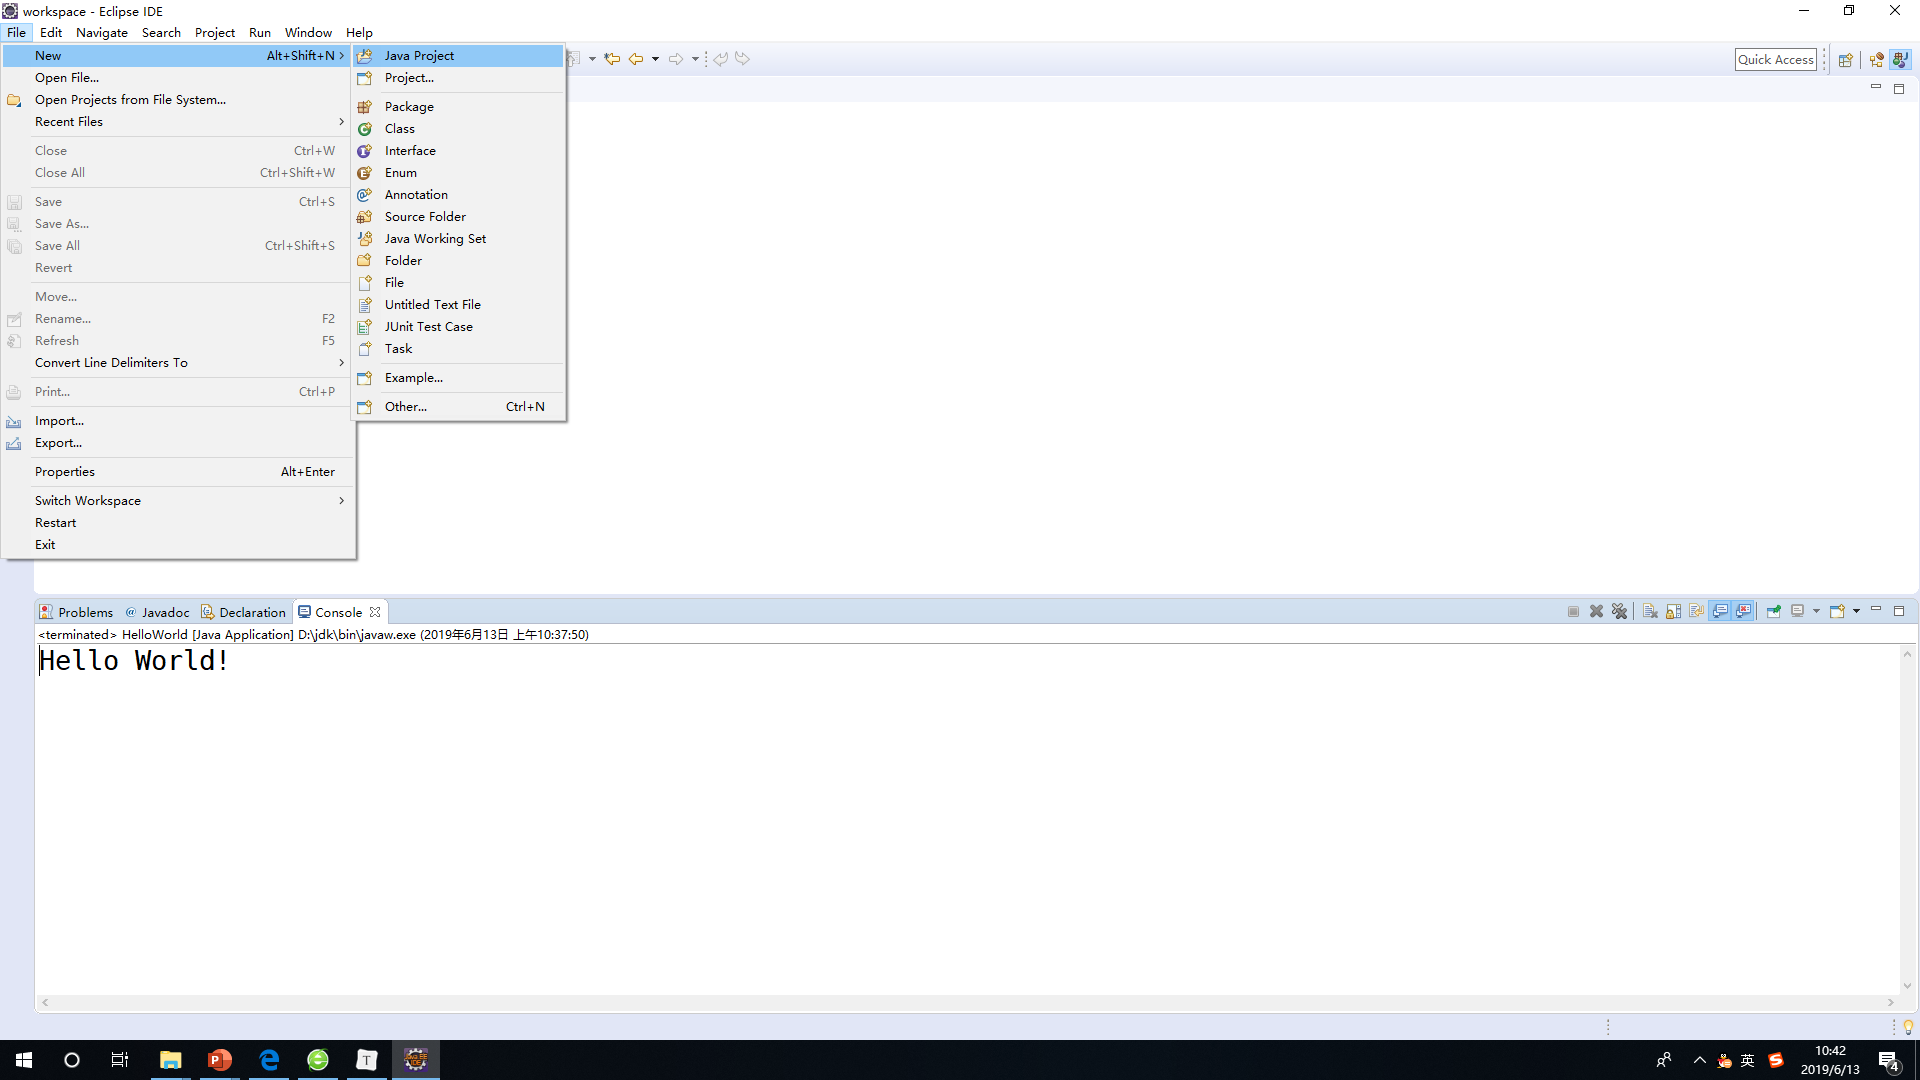 workspace - Eclipse IDE
File Edit Navigate Search Project Run Window Help
New Alt+Shift+N
Open File...
Open Projects from File System...
Recent Files
Close Ctrl+W
Close All Ctrl+Shift+W
Save Ctrl+S
Save As...
Save All Ctrl+Shift+S
Revert
Move...
Rename... F2
Refresh F5
Convert Line Delimiters To
Print... Ctrl+P
Import...
Export...
Properties Alt+Enter
Switch Workspace
Restart
Exit
Java Project
Project...
Package
Class
Interface
Enum
Annotation
Source Folder
Java Working Set
Folder
File
Untitled Text File
JUnit Test Case
Task
Example...
Other... Ctrl+N
Quick Access
Problems @ Javadoc Declaration Console
<terminated> HelloWorld [Java Application] D:\jdk\bin\javaw.exe (2019年6月13日 上午10:37:50)
Hello World!
英
10:42
2019/6/13
4